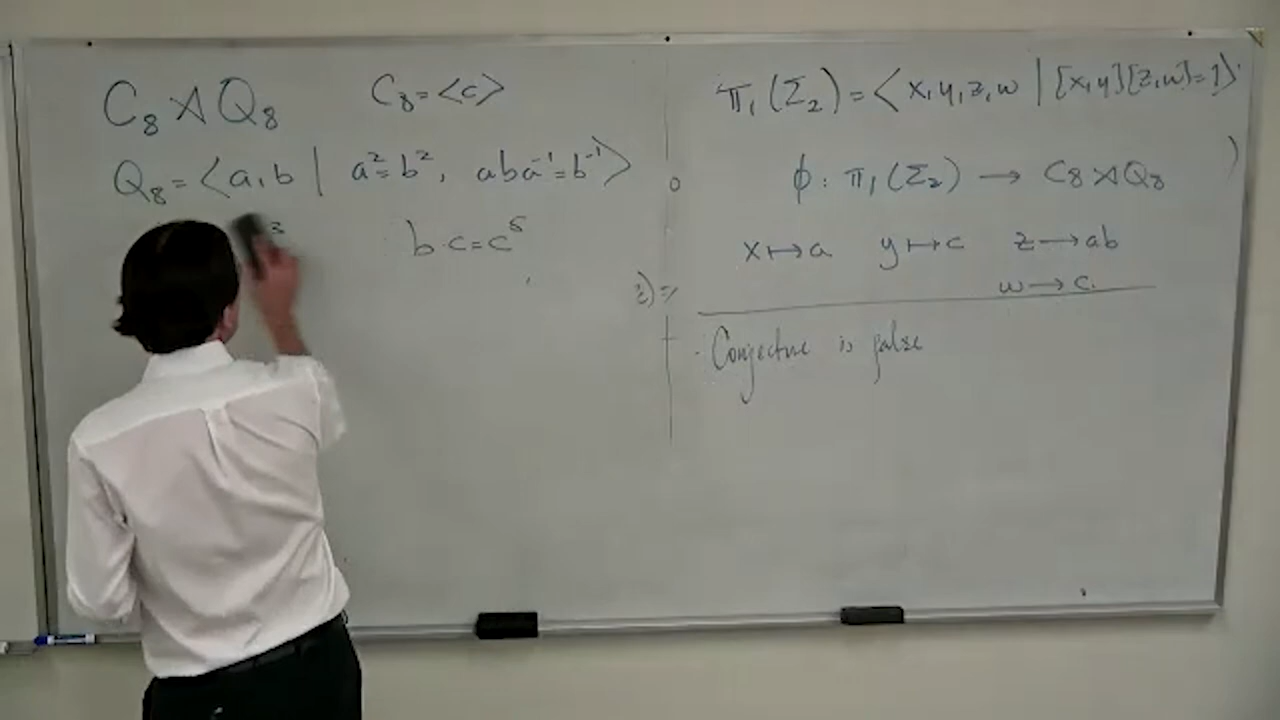 C₈ ⋊ Q₈
C₈ = <c>
Q₈ = <a, b | a² = b², aba⁻¹ = b⁻¹>
³
b·c = c⁵
π₁(Σ₂) = <x, y, z, w | [x,y][z,w]=1>.
ϕ : π₁(Σ₂) → C₈ ⋊ Q₈
x ↦ a y ↦ c z → ab
w → c.
· Conjecture is false